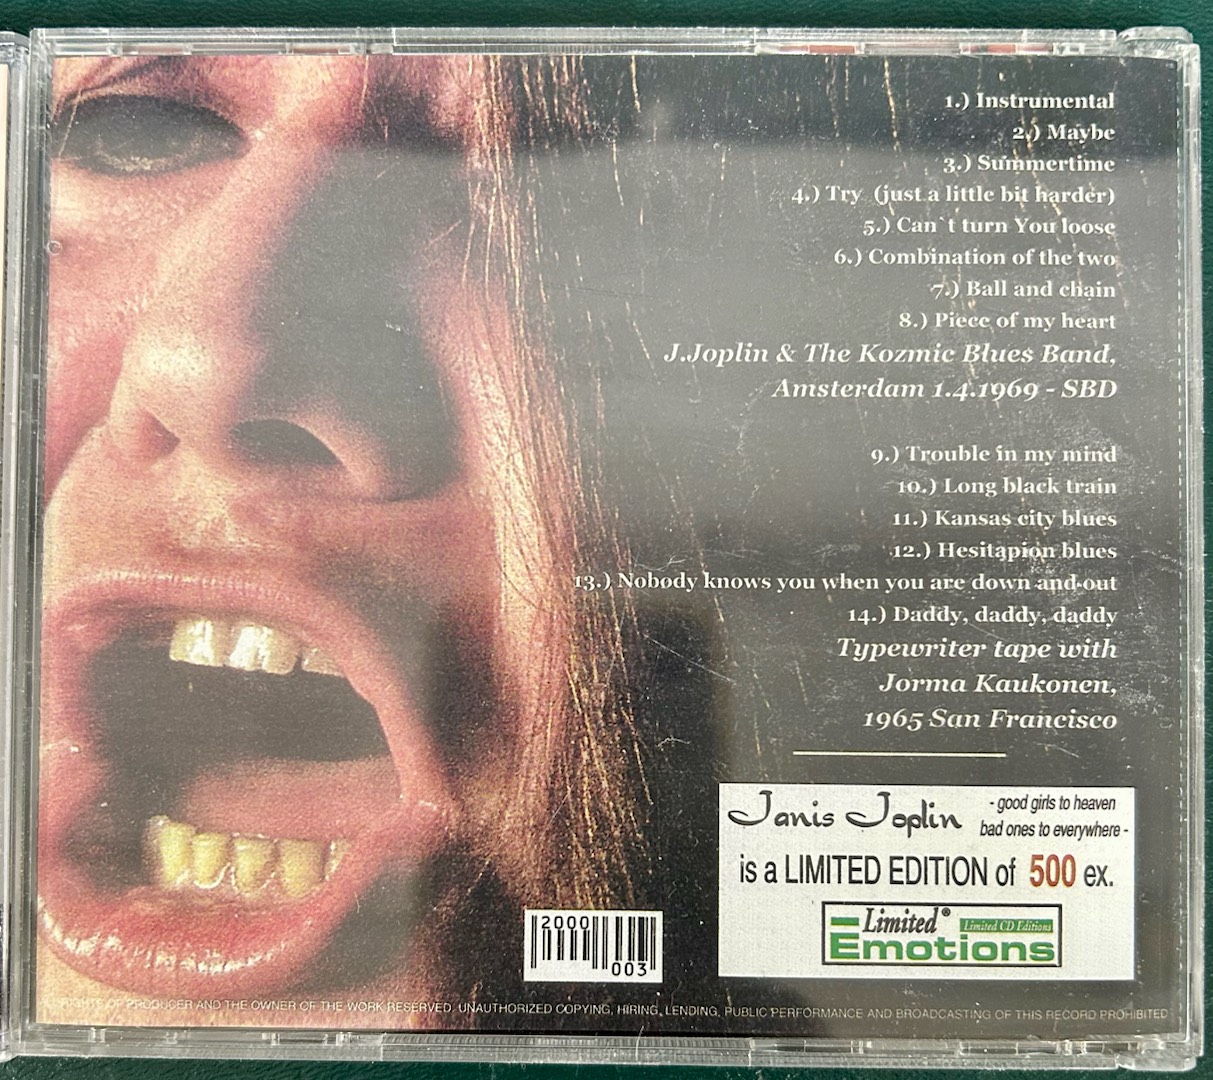 1.) Instrumental
2.) Maybe
3.) Summertime
4.) Try (just a little bit harder)
5.) Can`t turn You loose
6.) Combination of the two
7.) Ball and chain
8.) Piece of my heart
J.Joplin & The Kozmic Blues Band,
Amsterdam 1.4.1969 - SBD
9.) Trouble in my mind
10.) Long black train
11.) Kansas city blues
12.) Hesitapion blues
13.) Nobody knows you when you are down and out
14.) Daddy, daddy, daddy
Typewriter tape with
Jorma Kaukonen,
1965 San Francisco
Janis Joplin
- good girls to heaven
bad ones to everywhere -
is a LIMITED EDITION of 500 ex.
Limited® Limited CD Editions
Emotions
2000
003
RIGHTS OF PRODUCER AND THE OWNER OF THE WORK RESERVED. UNAUTHORIZED COPYING, HIRING, LENDING, PUBLIC PERFORMANCE AND BROADCASTING OF THIS RECORD PROHIBITED